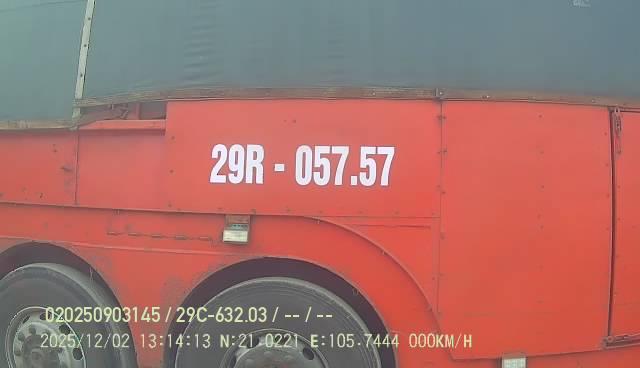 29R - 057.57
020250903145 / 29C-632.03 / -- / --
2025/12/02 13:14:13 N:21.0221 E:105.7444 000KM/H